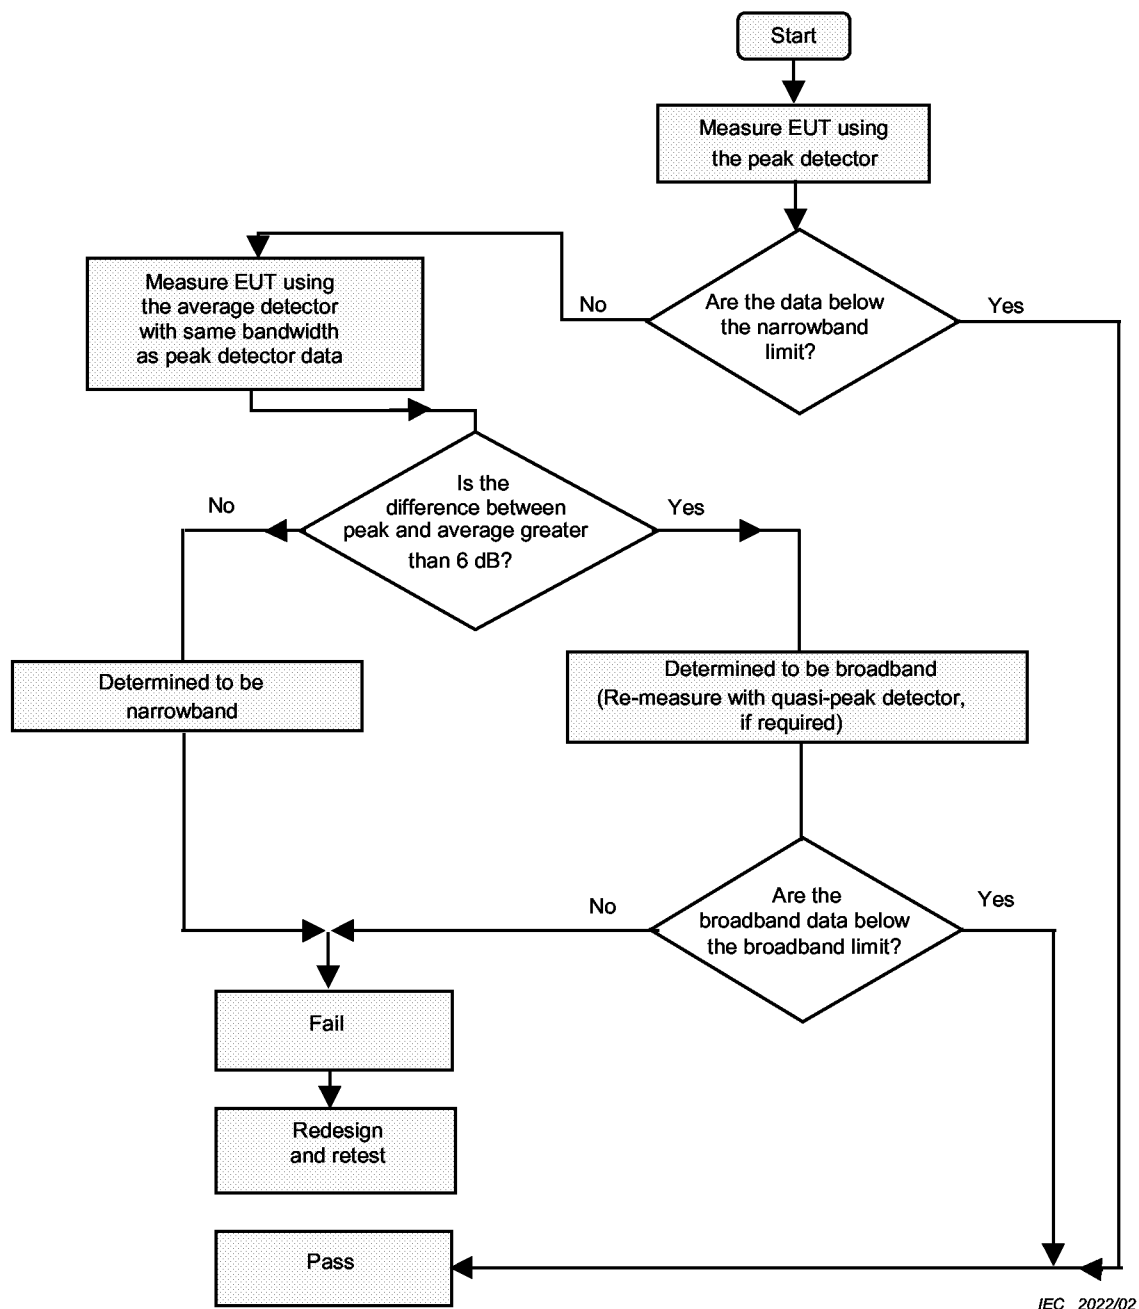 Start
Measure EUT using
the peak detector
Measure EUT using
the average detector
with same bandwidth
as peak detector data
No
Are the data below
the narrowband
limit?
Yes
No
Is the
difference between
peak and average greater
than 6 dB?
Yes
Determined to be
narrowband
Determined to be broadband
(Re-measure with quasi-peak detector,
if required)
No
Are the
broadband data below
the broadband limit?
Yes
Fail
Redesign
and retest
Pass
IEC 2022/02